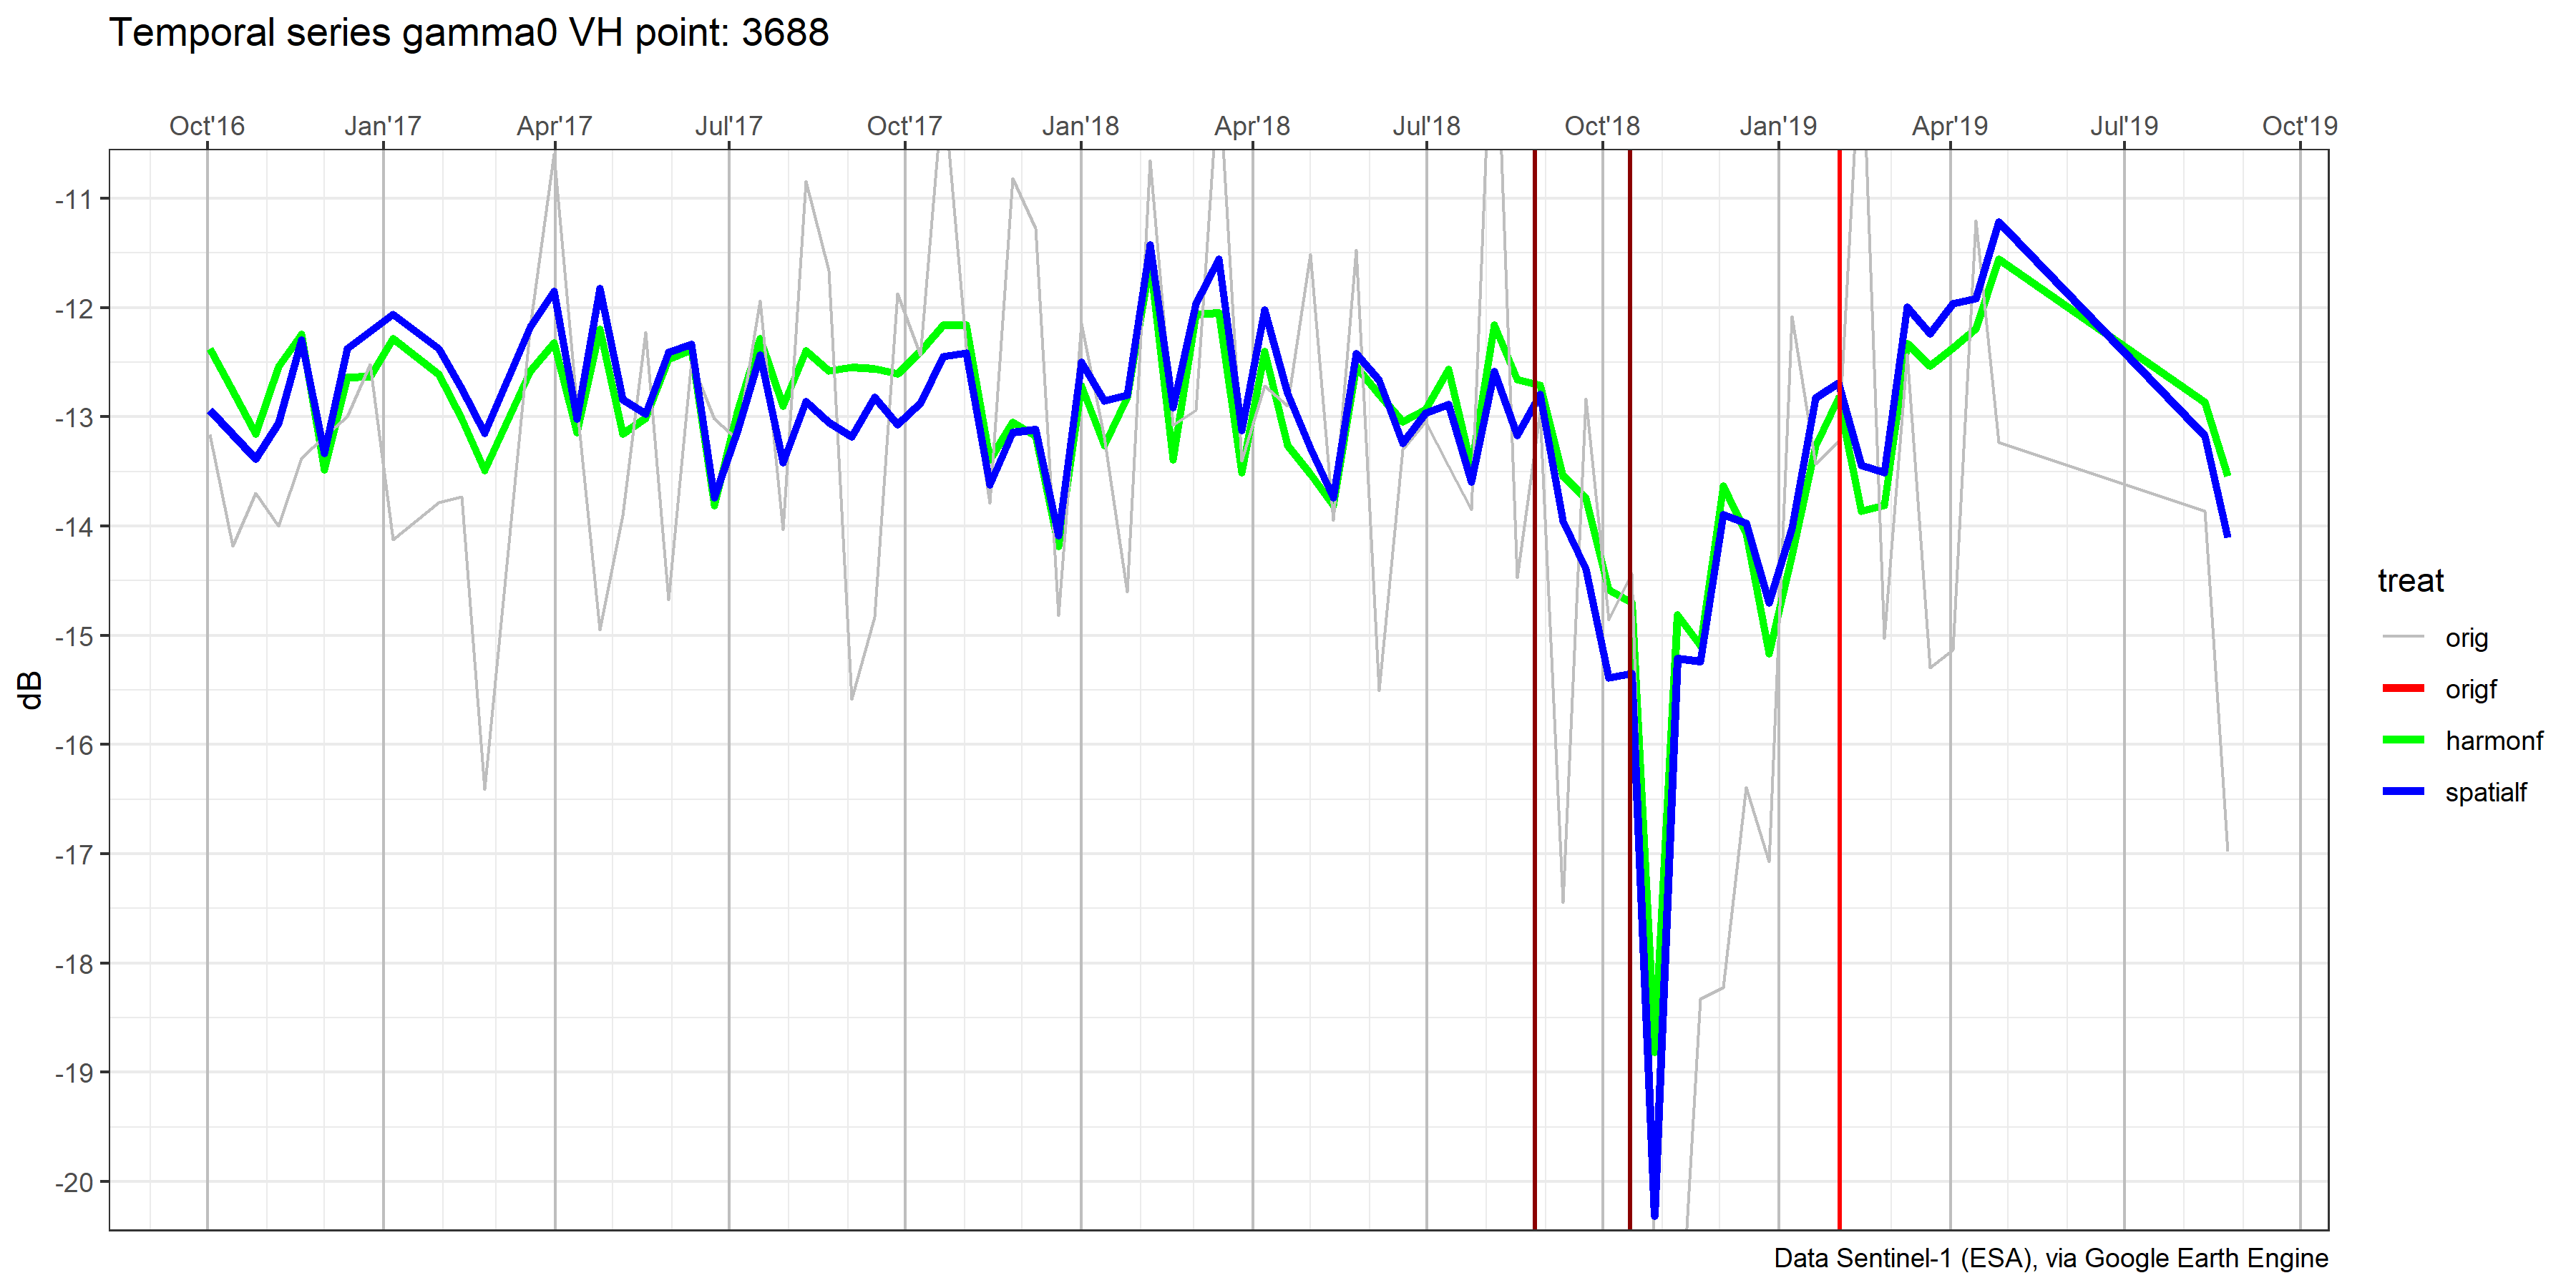 Temporal series gamma0 VH point: 3688
Oct'16 Jan'17 Apr'17 Jul'17 Oct'17 Jan'18 Apr'18 Jul'18 Oct'18 Jan'19 Apr'19 Jul'19 Oct'19
-11
-12
-13
-14
-15
-16
-17
-18
-19
-20
dB
treat
orig
origf
harmonf
spatialf
Data Sentinel-1 (ESA), via Google Earth Engine